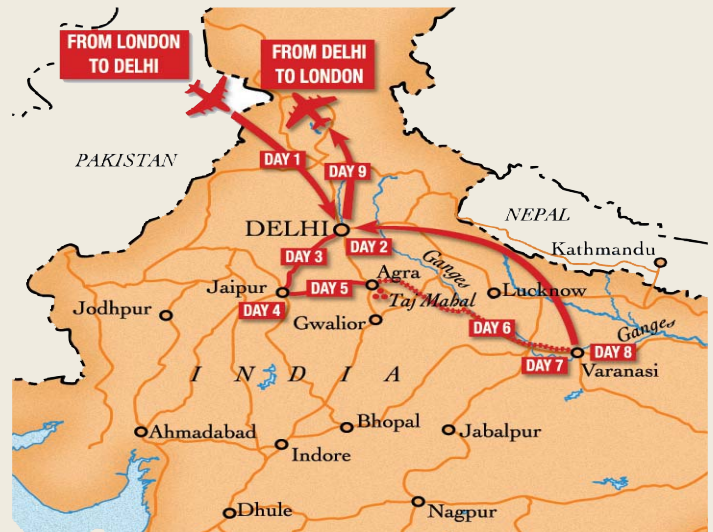 FROM LONDON
TO DELHI
FROM DELHI
TO LONDON
PAKISTAN
DAY 1
DAY 9
NEPAL
DELHI
DAY 2
Kathmandu
DAY 3
Ganges
Agra
Jaipur
DAY 5
Lucknow
Taj Mahal
Jodhpur
DAY 4
Gwalior
DAY 6
Ganges
DAY 7
DAY 8
Varanasi
INDIA
Ahmadabad
Bhopal
Jabalpur
Indore
Dhule
Nagpur